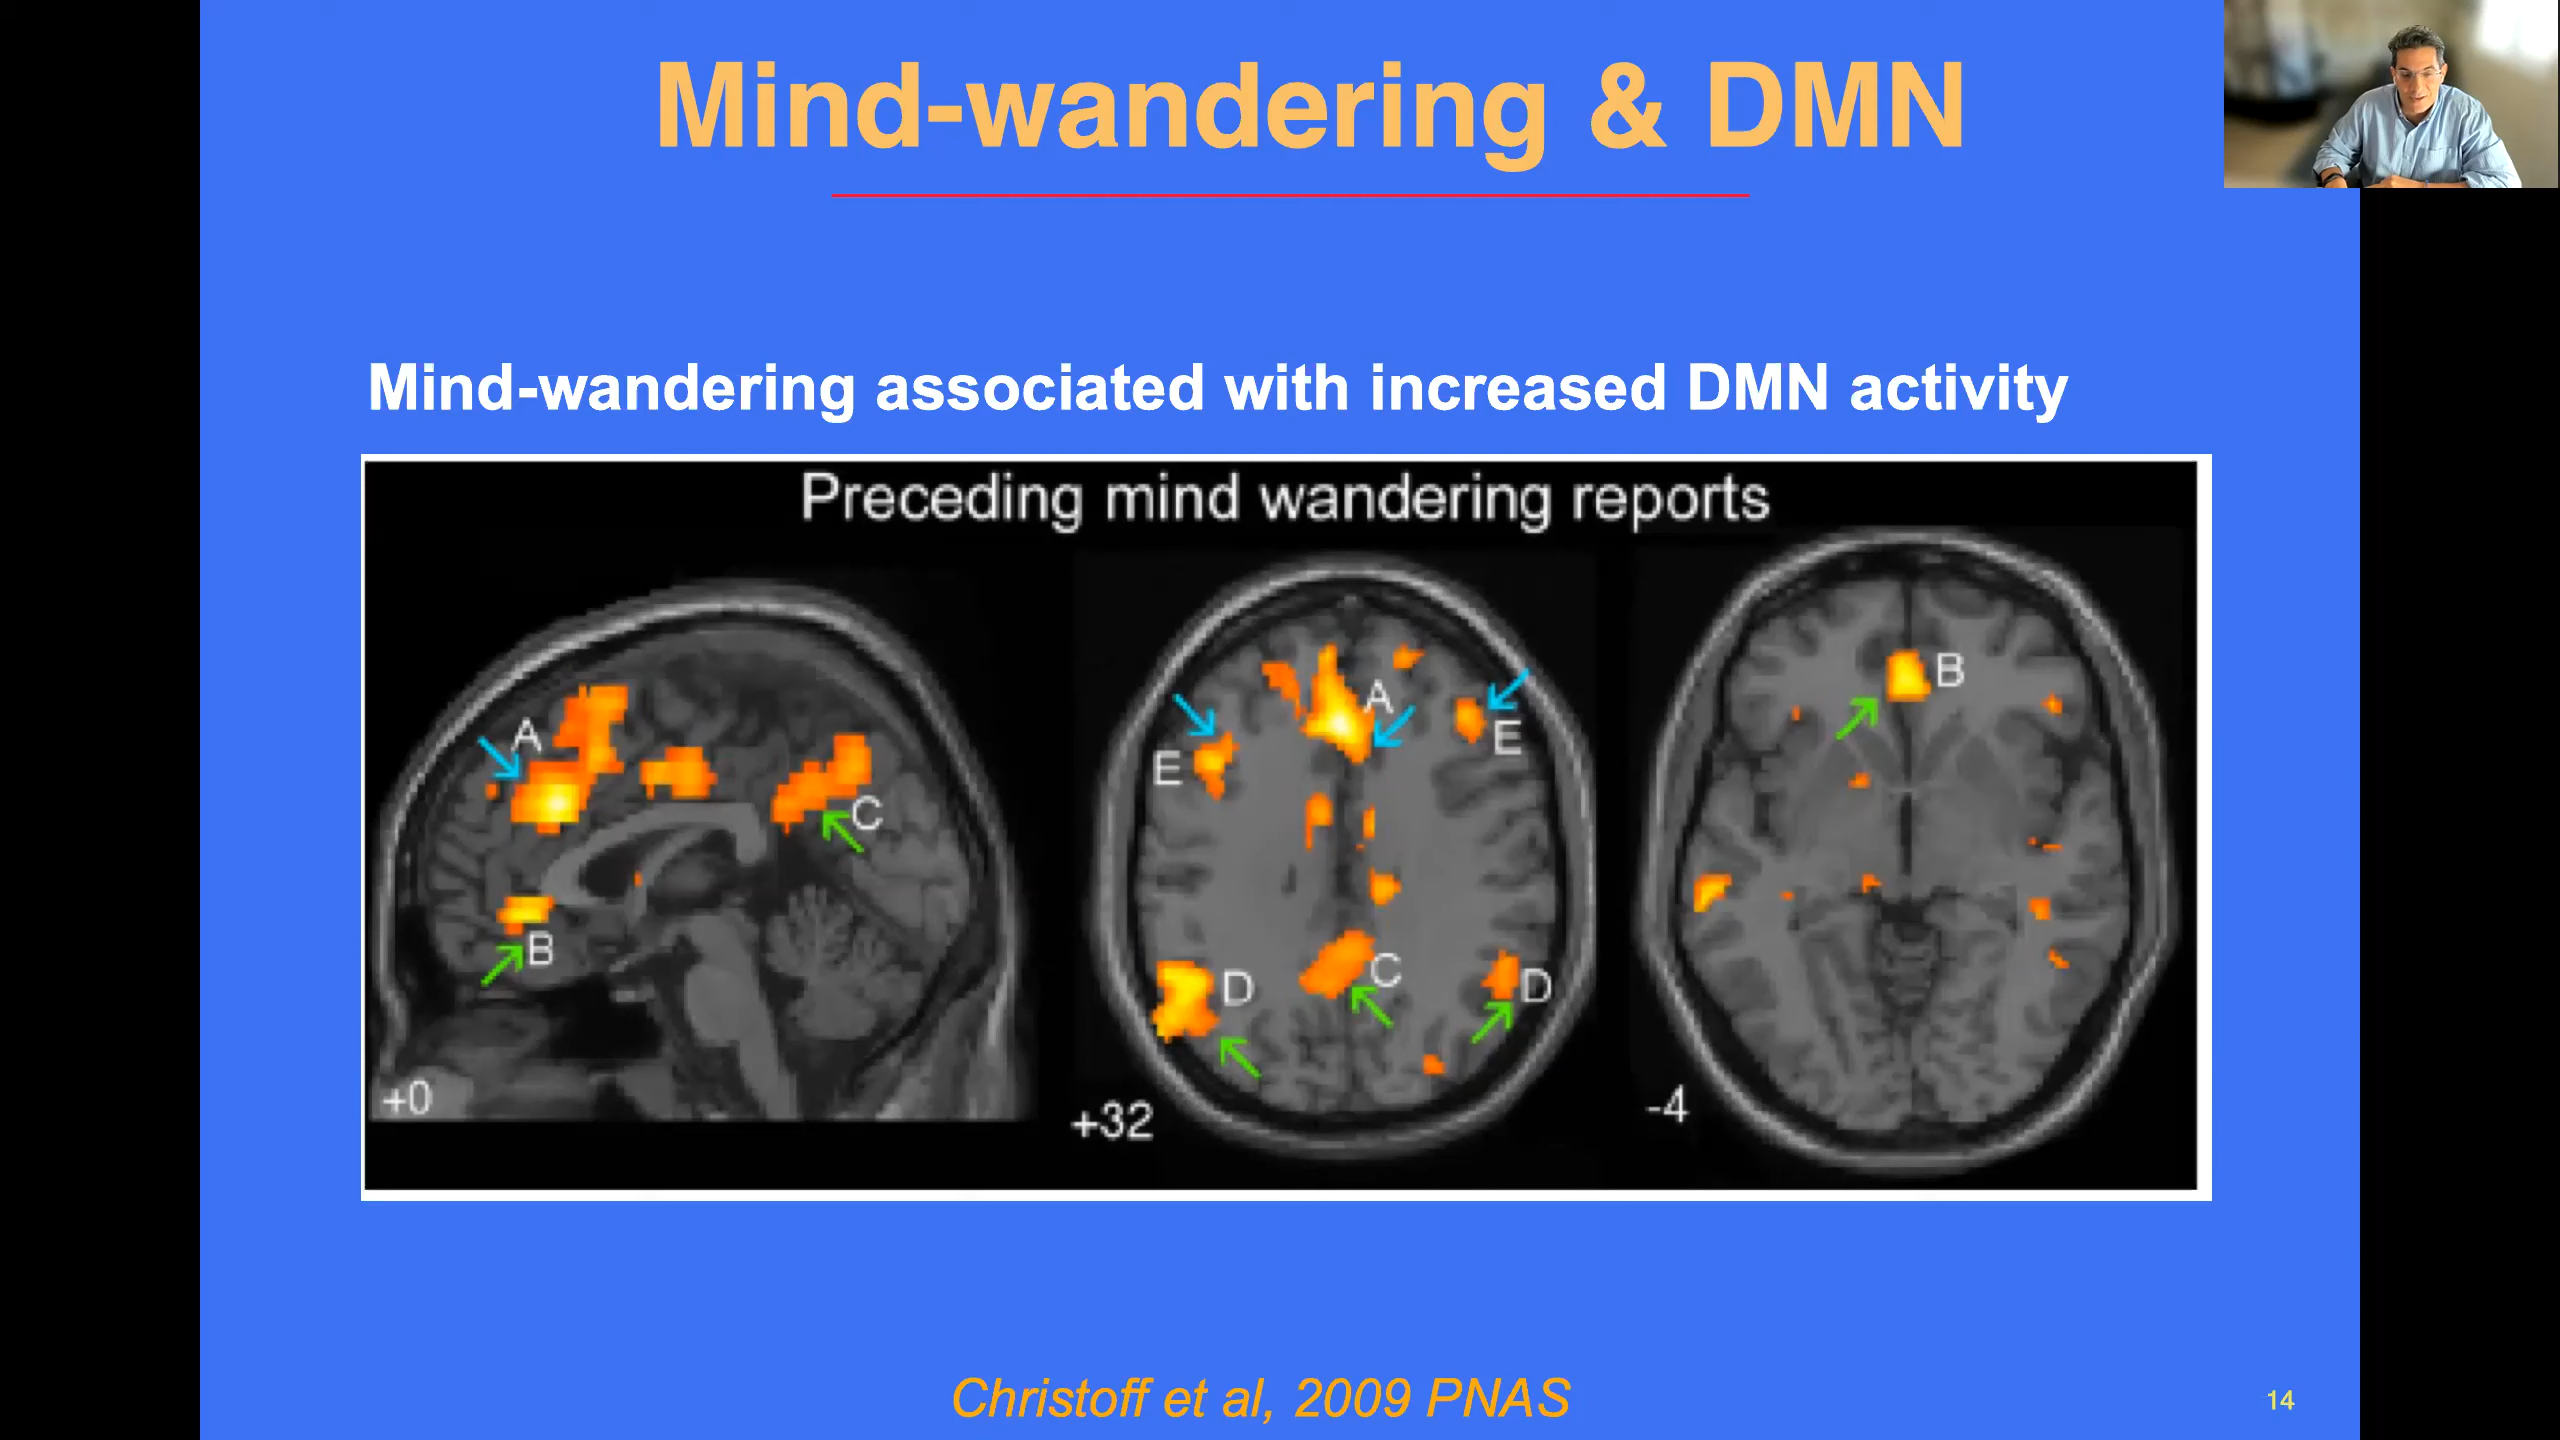 Mind-wandering & DMN
Mind-wandering associated with increased DMN activity
Preceding mind wandering reports
A
B
C
+0
A
E
E
D
C
D
+32
B
-4
Christoff et al, 2009 PNAS
14